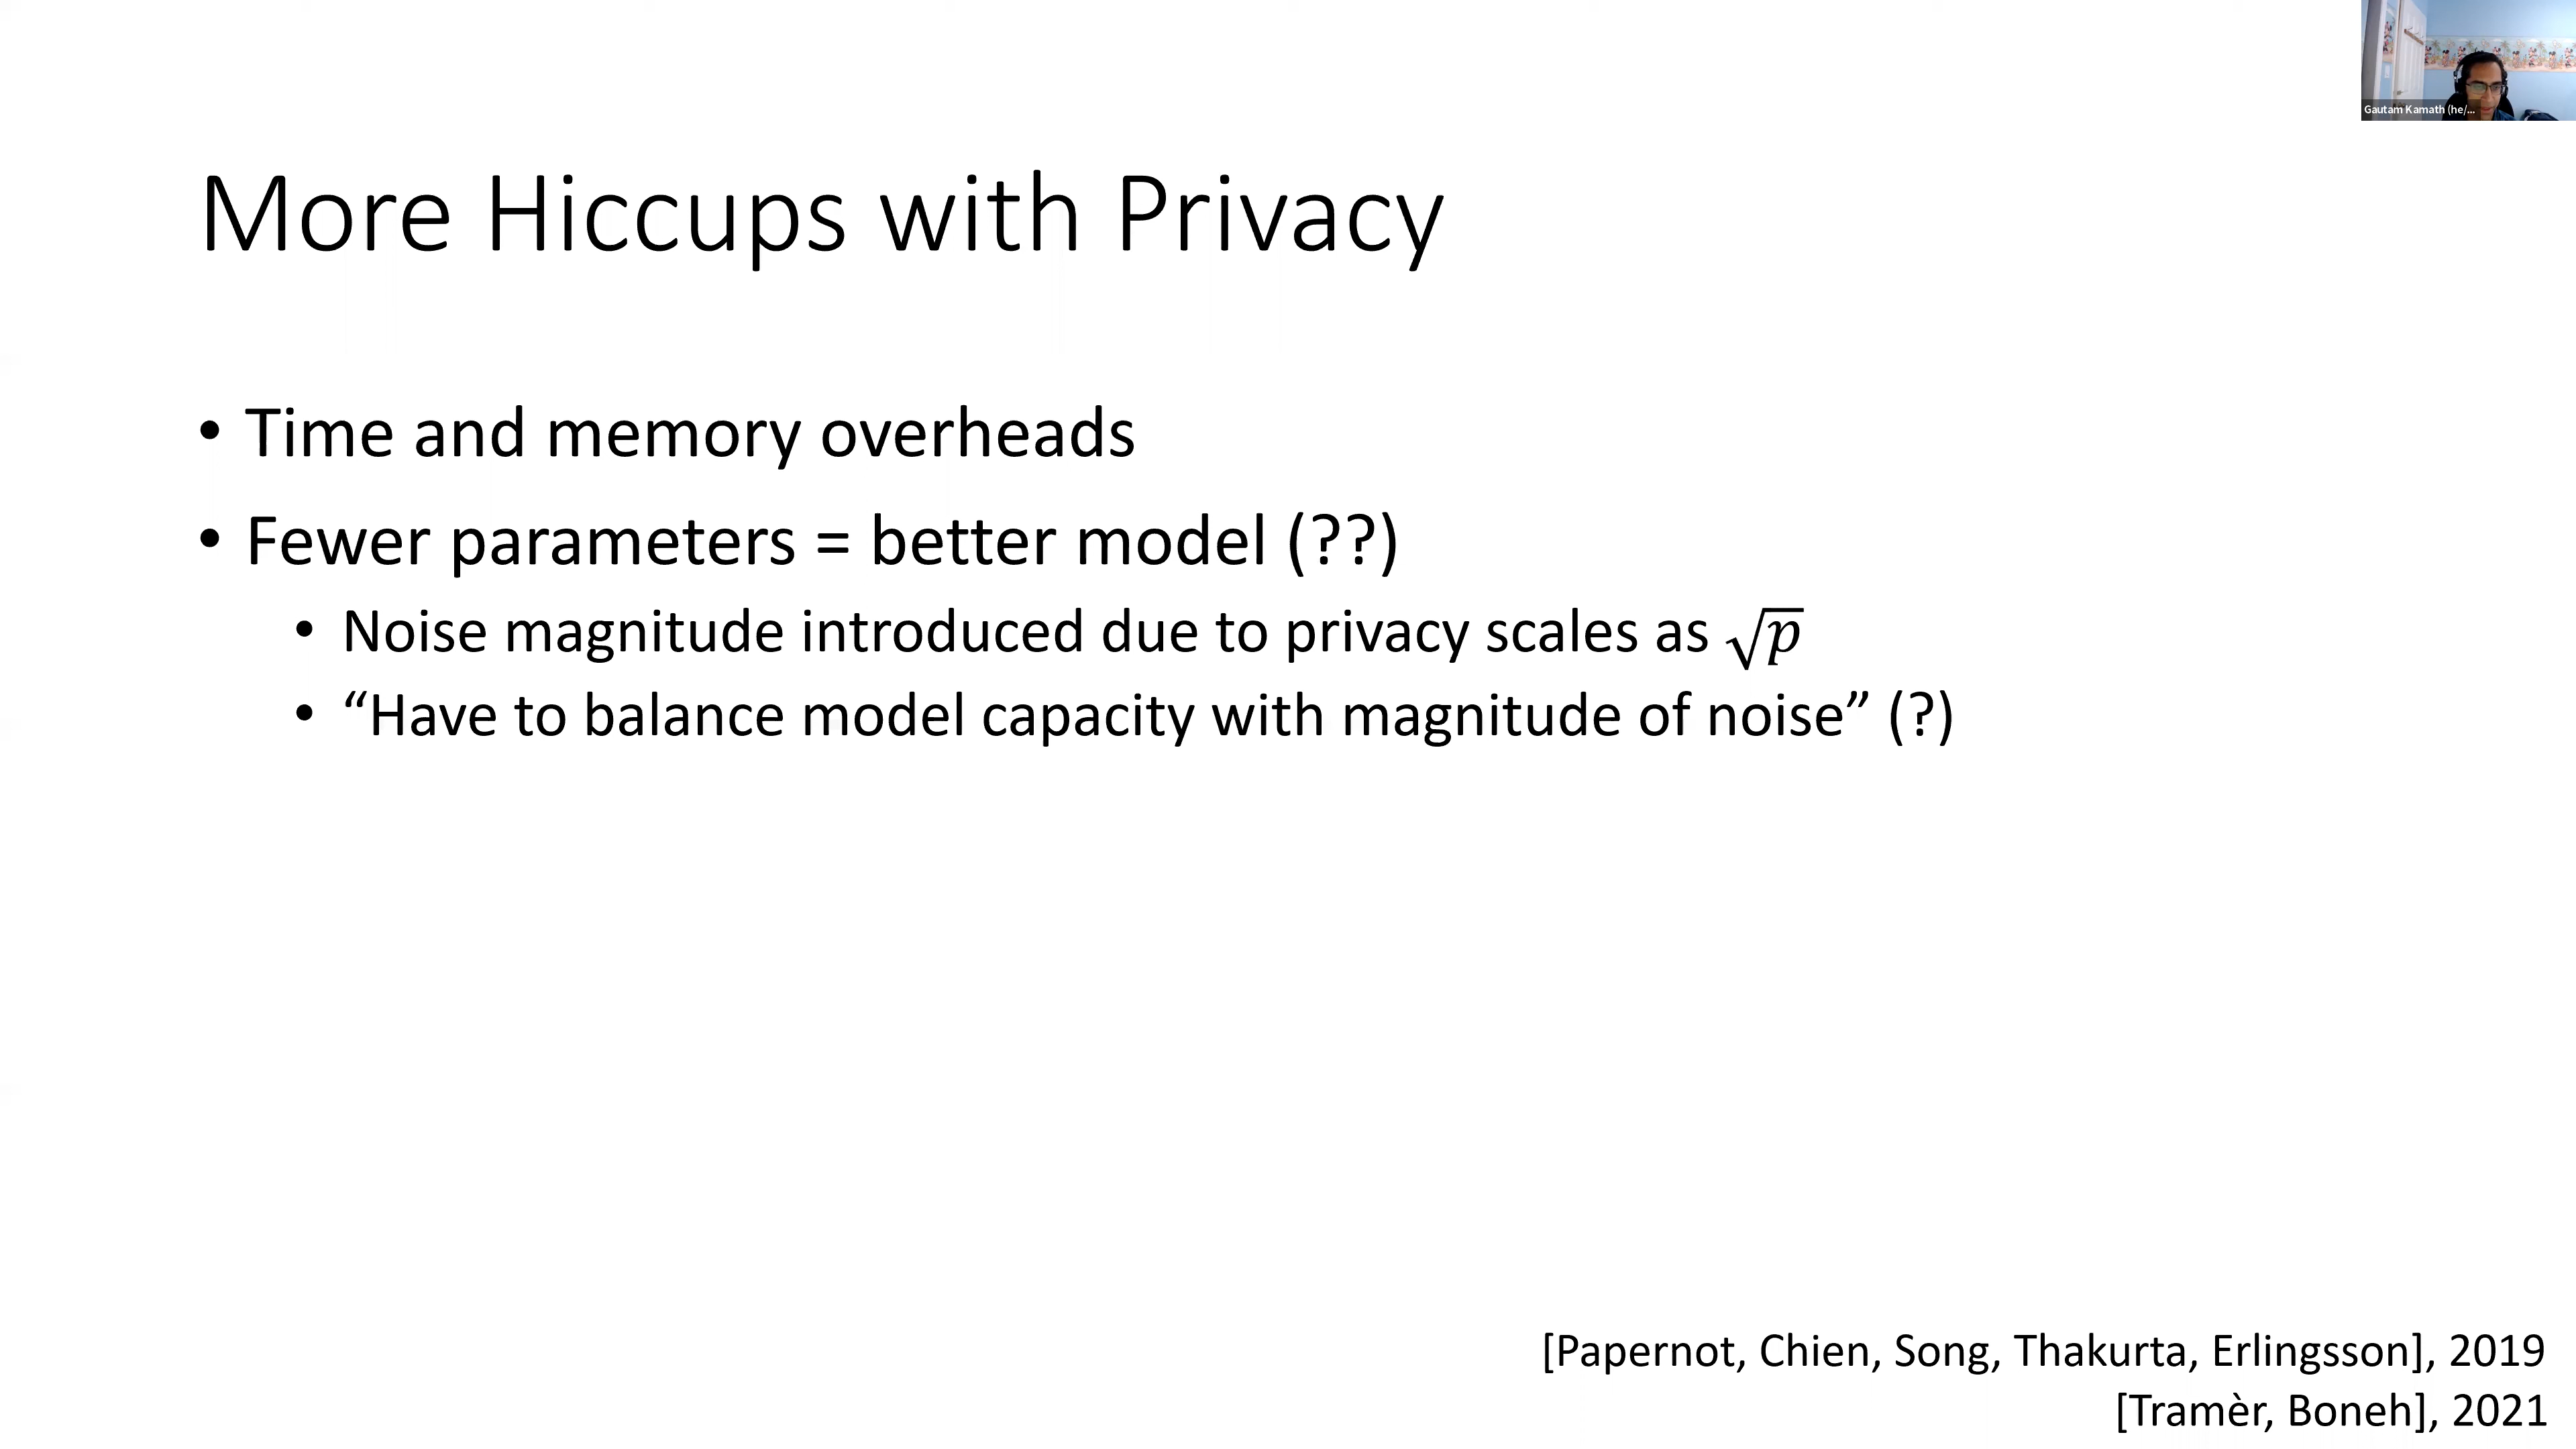 Gautam Kamath (he/...
More Hiccups with Privacy
• Time and memory overheads
• Fewer parameters = better model (??)
• Noise magnitude introduced due to privacy scales as √p
• “Have to balance model capacity with magnitude of noise” (?)
[Papernot, Chien, Song, Thakurta, Erlingsson], 2019
[Tramèr, Boneh], 2021